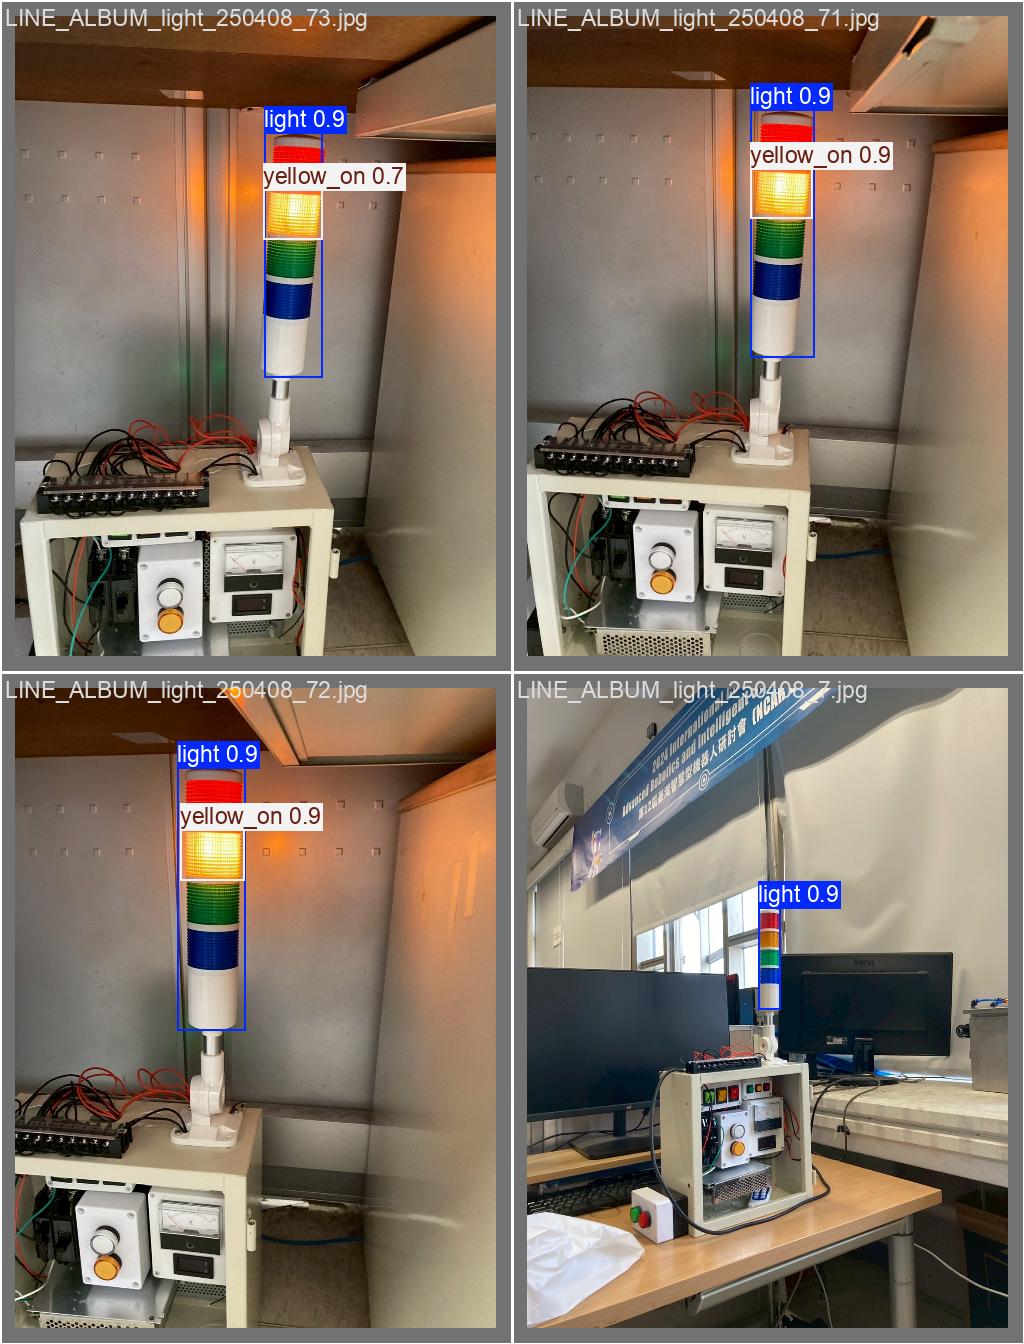 LINE_ALBUM_light_250408_73.jpg
light 0.9
yellow_on 0.7
LINE_ALBUM_light_250408_71.jpg
light 0.9
yellow_on 0.9
LINE_ALBUM_light_250408_72.jpg
light 0.9
yellow_on 0.9
LINE_ALBUM_light_250408_7.jpg
2024 International
Advanced Robotics and Intelligent
light 0.9
BenQ